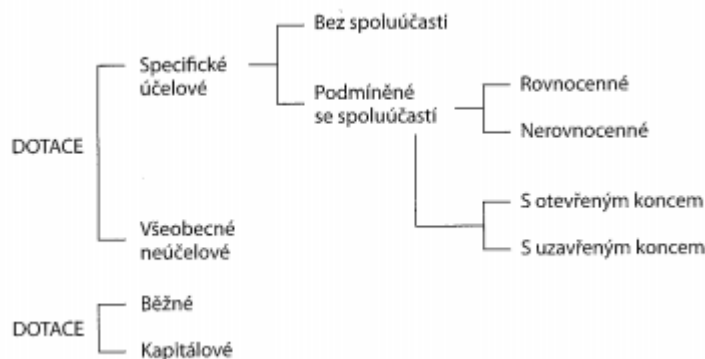 Bez spoluúčasti
Specifické
účelové
Podmíněné
se spoluúčastí
Rovnocenné
Nerovnocenné
DOTACE
S otevřeným koncem
Všeobecné
neúčelové
S uzavřeným koncem
Běžné
DOTACE
Kapitálové